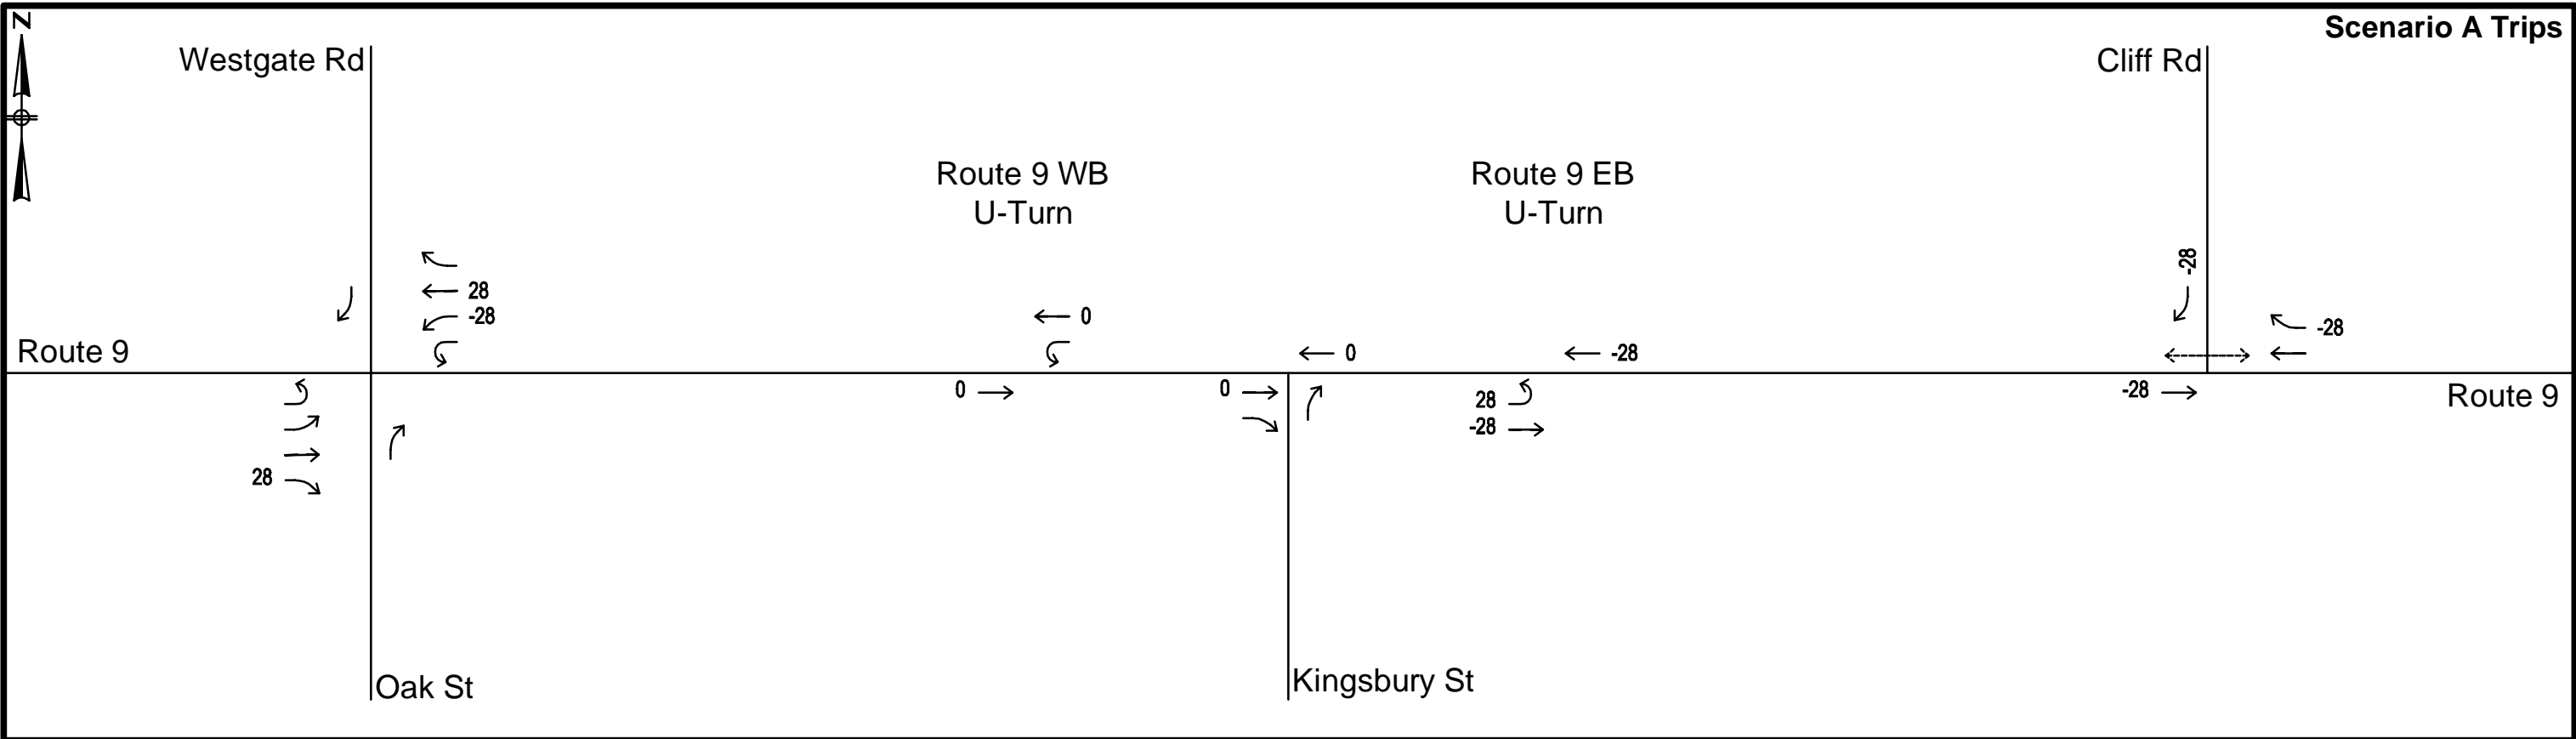 N
Scenario A Trips
Westgate Rd
Cliff Rd
Route 9 WB
U-Turn
Route 9 EB
U-Turn
-28
28
-28
0
-28
Route 9
0
-28
0
0
28
-28
-28
Route 9
28
Oak St
Kingsbury St